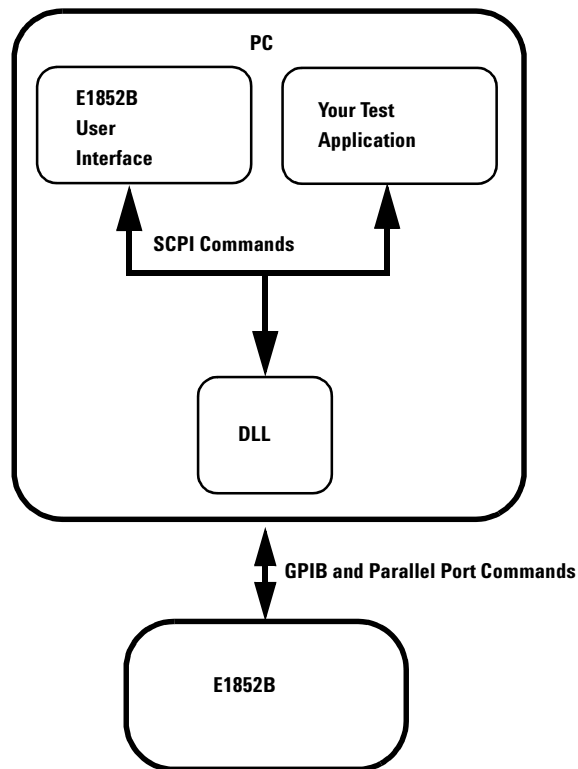 PC
E1852B
User
Interface
Your Test
Application
SCPI Commands
DLL
GPIB and Parallel Port Commands
E1852B